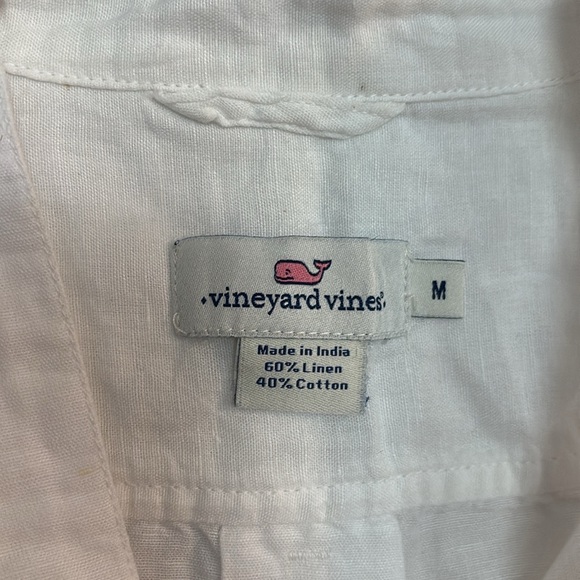 vineyard vines®
M
Made in India
60% Linen
40% Cotton